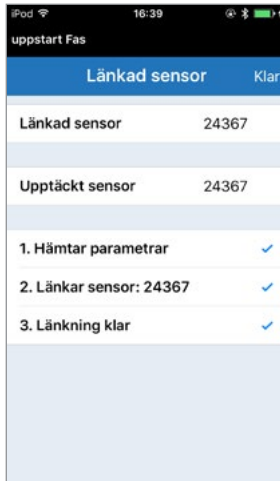 iPod 16:39
uppstart Fas
Länkad sensor Klar
Länkad sensor 24367
Upptäckt sensor 24367
1. Hämtar parametrar
2. Länkar sensor: 24367
3. Länkning klar